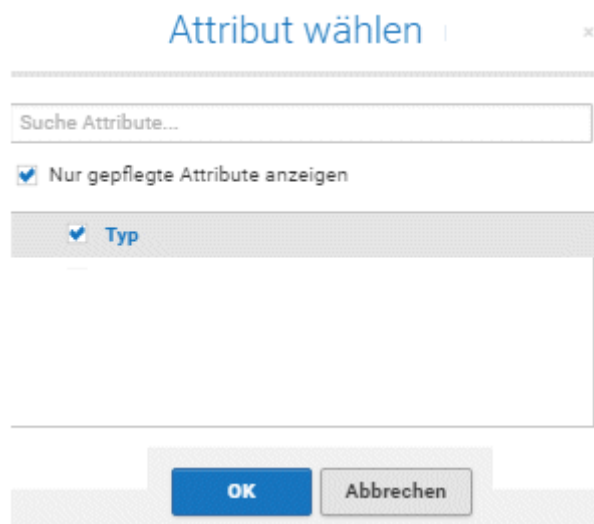 Attribut wählen
Suche Attribute...
Nur gepflegte Attribute anzeigen
Typ
OK Abbrechen